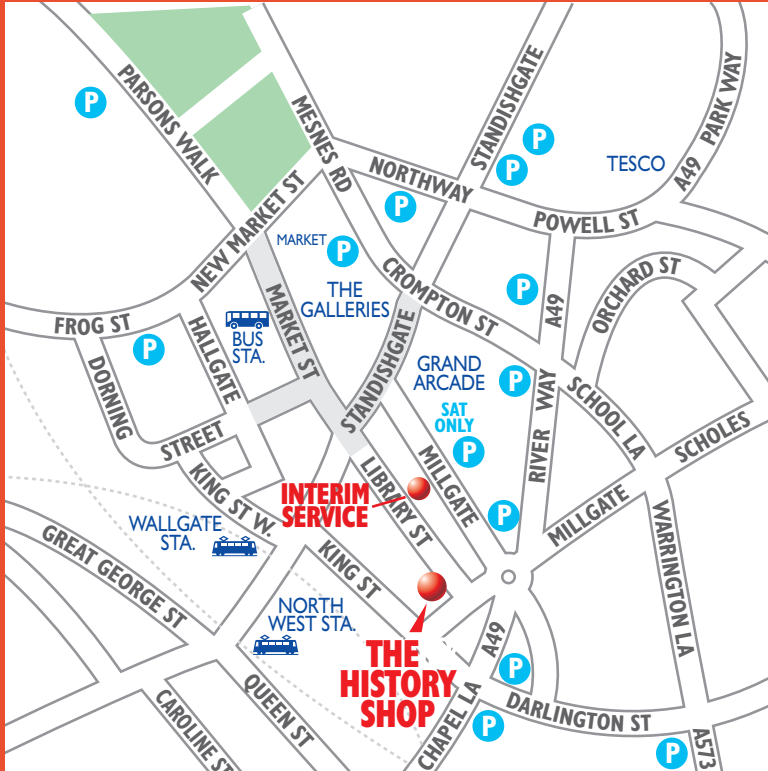 PARSONS WALK
P
MESNES RD
STANDISHGATE
P
P
TESCO
A49 PARK WAY
NORTHWAY
P
POWELL ST
NEW MARKET ST
MARKET
P
THE
GALLERIES
CROMPTON ST
P
A49
ORCHARD ST
FROG ST
P
HALLGATE
BUS
STA.
MARKET ST
STANDISHGATE
GRAND
ARCADE
P
SAT
ONLY
P
SCHOOL LA
SCHOLES
DORNING
STREET
RIVER WAY
MILLGATE
LIBRARY ST
INTERIM
SERVICE
P
MILLGATE
WARRINGTON LA
KING ST W.
WALLGATE
STA.
KING ST
GREAT GEORGE ST
NORTH
WEST STA.
THE
HISTORY
SHOP
A49
P
CHAPEL LA
P
DARLINGTON ST
P
A573
QUEEN ST
CAROLINE ST